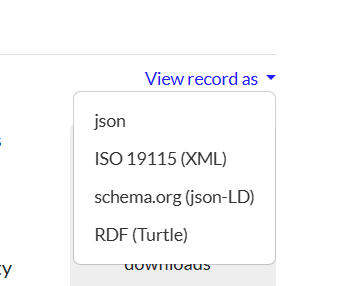 View record as
json
ISO 19115 (XML)
schema.org (json-LD)
RDF (Turtle)
downloads